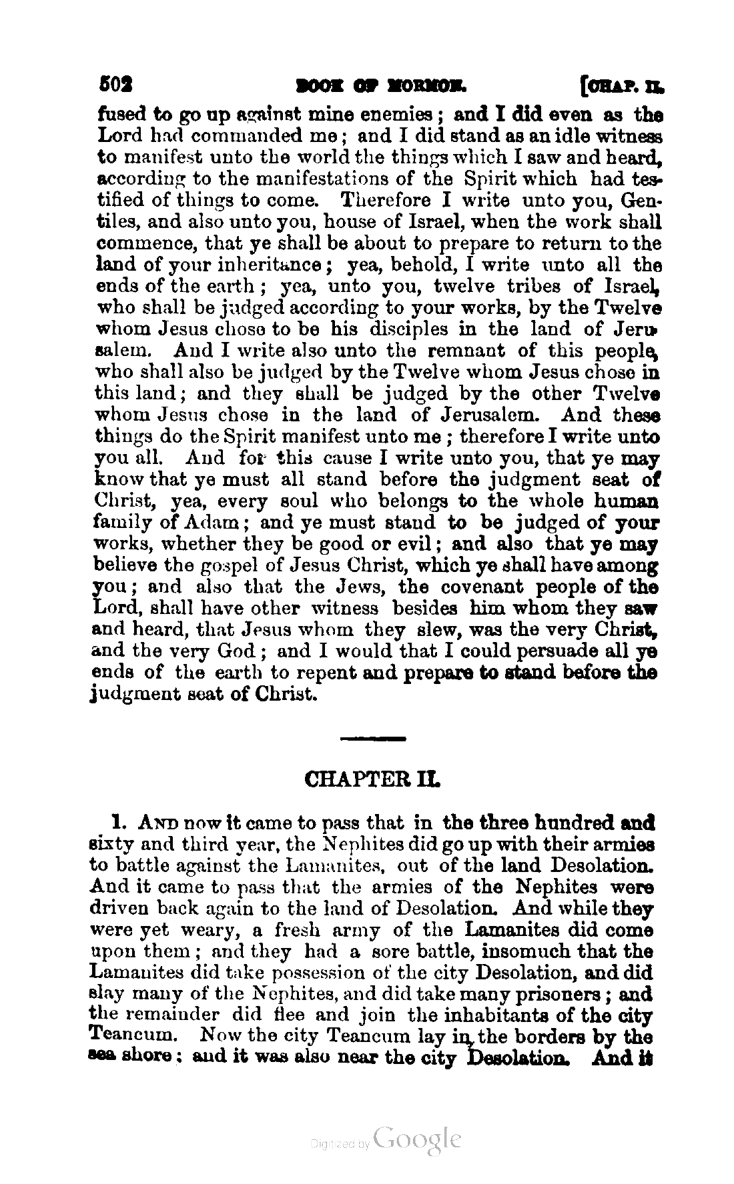 502 BOOK OF MORMON. [CHAP. II.
fused to go up against mine enemies; and I did even as the
Lord had commanded me; and I did stand as an idle witness
to manifest unto the world the things which I saw and heard,
according to the manifestations of the Spirit which had tes-
tified of things to come. Therefore I write unto you, Gen-
tiles, and also unto you, house of Israel, when the work shall
commence, that ye shall be about to prepare to return to the
land of your inheritance; yea, behold, I write unto all the
ends of the earth; yea, unto you, twelve tribes of Israel,
who shall be judged according to your works, by the Twelve
whom Jesus chose to be his disciples in the land of Jeru-
salem. And I write also unto the remnant of this people,
who shall also be judged by the Twelve whom Jesus chose in
this land; and they shall be judged by the other Twelve
whom Jesus chose in the land of Jerusalem. And these
things do the Spirit manifest unto me; therefore I write unto
you all. And for this cause I write unto you, that ye may
know that ye must all stand before the judgment seat of
Christ, yea, every soul who belongs to the whole human
family of Adam; and ye must stand to be judged of your
works, whether they be good or evil; and also that ye may
believe the gospel of Jesus Christ, which ye shall have among
you; and also that the Jews, the covenant people of the
Lord, shall have other witness besides him whom they saw
and heard, that Jesus whom they slew, was the very Christ,
and the very God; and I would that I could persuade all ye
ends of the earth to repent and prepare to stand before the
judgment seat of Christ.
CHAPTER II.
1. AND now it came to pass that in the three hundred and
sixty and third year, the Nephites did go up with their armies
to battle against the Lamanites, out of the land Desolation.
And it came to pass that the armies of the Nephites were
driven back again to the land of Desolation. And while they
were yet weary, a fresh army of the Lamanites did come
upon them; and they had a sore battle, insomuch that the
Lamanites did take possession of the city Desolation, and did
slay many of the Nephites, and did take many prisoners; and
the remainder did flee and join the inhabitants of the city
Teancum. Now the city Teancum lay in the borders by the
sea shore; and it was also near the city Desolation. And it
Digitized by Google